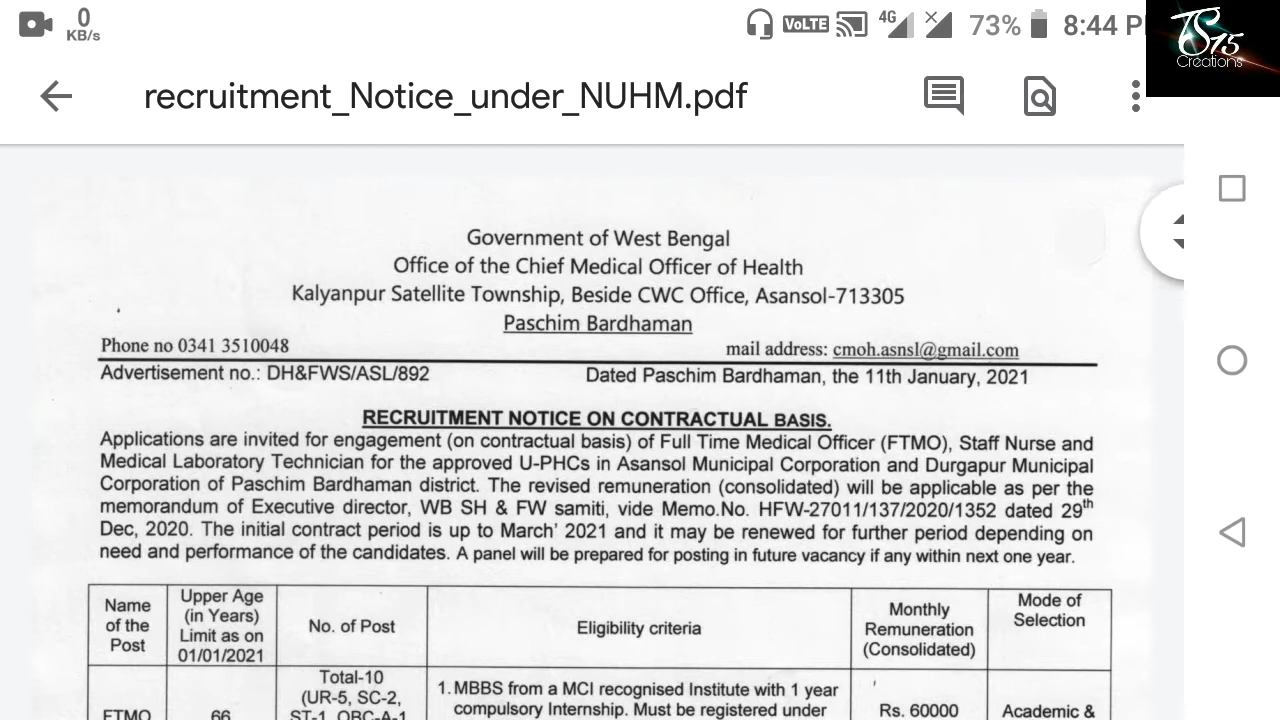 0
KB/s
VoLTE
4G
73%
8:44 P
TS15
Creations
recruitment_Notice_under_NUHM.pdf
Government of West Bengal
Office of the Chief Medical Officer of Health
Kalyanpur Satellite Township, Beside CWC Office, Asansol-713305
Paschim Bardhaman
Phone no 0341 3510048 mail address: cmoh.asnsl@gmail.com
Advertisement no.: DH&FWS/ASL/892 Dated Paschim Bardhaman, the 11th January, 2021
RECRUITMENT NOTICE ON CONTRACTUAL BASIS.
Applications are invited for engagement (on contractual basis) of Full Time Medical Officer (FTMO), Staff Nurse and
Medical Laboratory Technician for the approved U-PHCs in Asansol Municipal Corporation and Durgapur Municipal
Corporation of Paschim Bardhaman district. The revised remuneration (consolidated) will be applicable as per the
memorandum of Executive director, WB SH & FW samiti, vide Memo.No. HFW-27011/137/2020/1352 dated 29th
Dec, 2020. The initial contract period is up to March' 2021 and it may be renewed for further period depending on
need and performance of the candidates. A panel will be prepared for posting in future vacancy if any within next one year.
Name
of the
Post
Upper Age
(in Years)
Limit as on
01/01/2021
No. of Post
Eligibility criteria
Monthly
Remuneration
(Consolidated)
Mode of
Selection
FTMO
66
Total-10
(UR-5, SC-2,
ST-1, OBC-A-1
1. MBBS from a MCI recognised Institute with 1 year
compulsory Internship. Must be registered under
Rs. 60000
Academic &